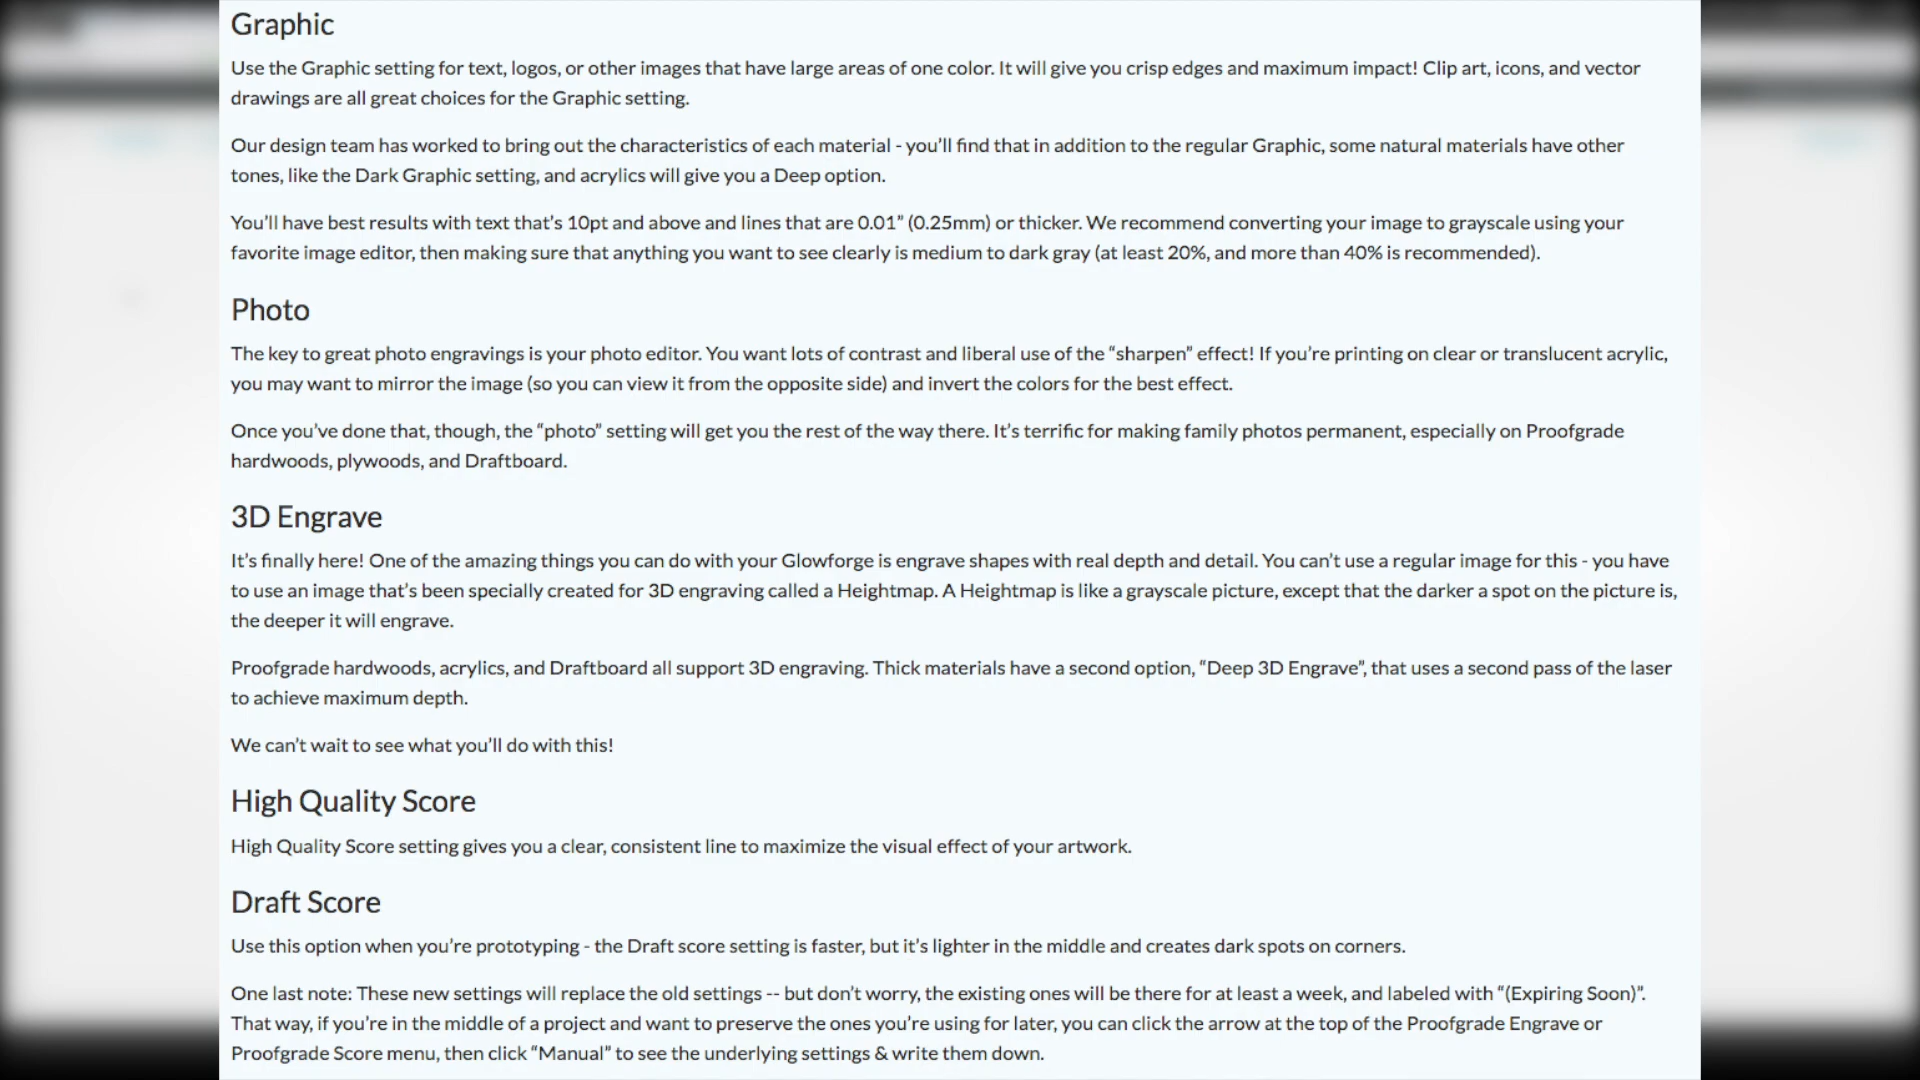 Graphic
Use the Graphic setting for text, logos, or other images that have large areas of one color. It will give you crisp edges and maximum impact! Clip art, icons, and vector
drawings are all great choices for the Graphic setting.
Our design team has worked to bring out the characteristics of each material - you’ll find that in addition to the regular Graphic, some natural materials have other
tones, like the Dark Graphic setting, and acrylics will give you a Deep option.
You’ll have best results with text that’s 10pt and above and lines that are 0.01” (0.25mm) or thicker. We recommend converting your image to grayscale using your
favorite image editor, then making sure that anything you want to see clearly is medium to dark gray (at least 20%, and more than 40% is recommended).
Photo
The key to great photo engravings is your photo editor. You want lots of contrast and liberal use of the “sharpen” effect! If you’re printing on clear or translucent acrylic,
you may want to mirror the image (so you can view it from the opposite side) and invert the colors for the best effect.
Once you’ve done that, though, the “photo” setting will get you the rest of the way there. It’s terrific for making family photos permanent, especially on Proofgrade
hardwoods, plywoods, and Draftboard.
3D Engrave
It’s finally here! One of the amazing things you can do with your Glowforge is engrave shapes with real depth and detail. You can’t use a regular image for this - you have
to use an image that’s been specially created for 3D engraving called a Heightmap. A Heightmap is like a grayscale picture, except that the darker a spot on the picture is,
the deeper it will engrave.
Proofgrade hardwoods, acrylics, and Draftboard all support 3D engraving. Thick materials have a second option, “Deep 3D Engrave”, that uses a second pass of the laser
to achieve maximum depth.
We can’t wait to see what you’ll do with this!
High Quality Score
High Quality Score setting gives you a clear, consistent line to maximize the visual effect of your artwork.
Draft Score
Use this option when you’re prototyping - the Draft score setting is faster, but it’s lighter in the middle and creates dark spots on corners.
One last note: These new settings will replace the old settings -- but don’t worry, the existing ones will be there for at least a week, and labeled with “(Expiring Soon)”.
That way, if you’re in the middle of a project and want to preserve the ones you’re using for later, you can click the arrow at the top of the Proofgrade Engrave or
Proofgrade Score menu, then click “Manual” to see the underlying settings & write them down.